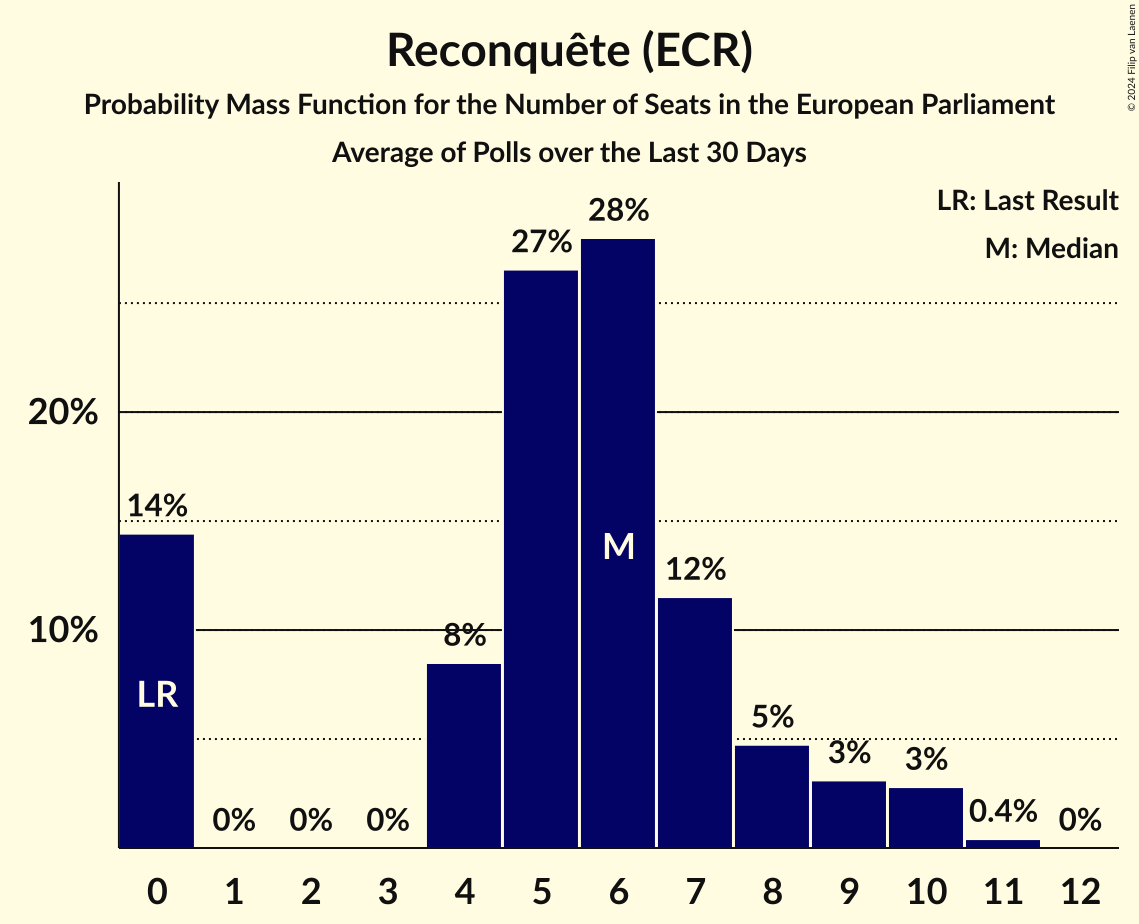 Reconquête (ECR)
Probability Mass Function for the Number of Seats in the European Parliament
Average of Polls over the Last 30 Days
© 2024 Filip van Laenen
LR: Last Result
M: Median
28%
27%
20%
14%
M
12%
10%
8%
LR
5%
3%
3%
0%
0%
0%
0.4%
0%
0 1 2 3 4 5 6 7 8 9 10 11 12